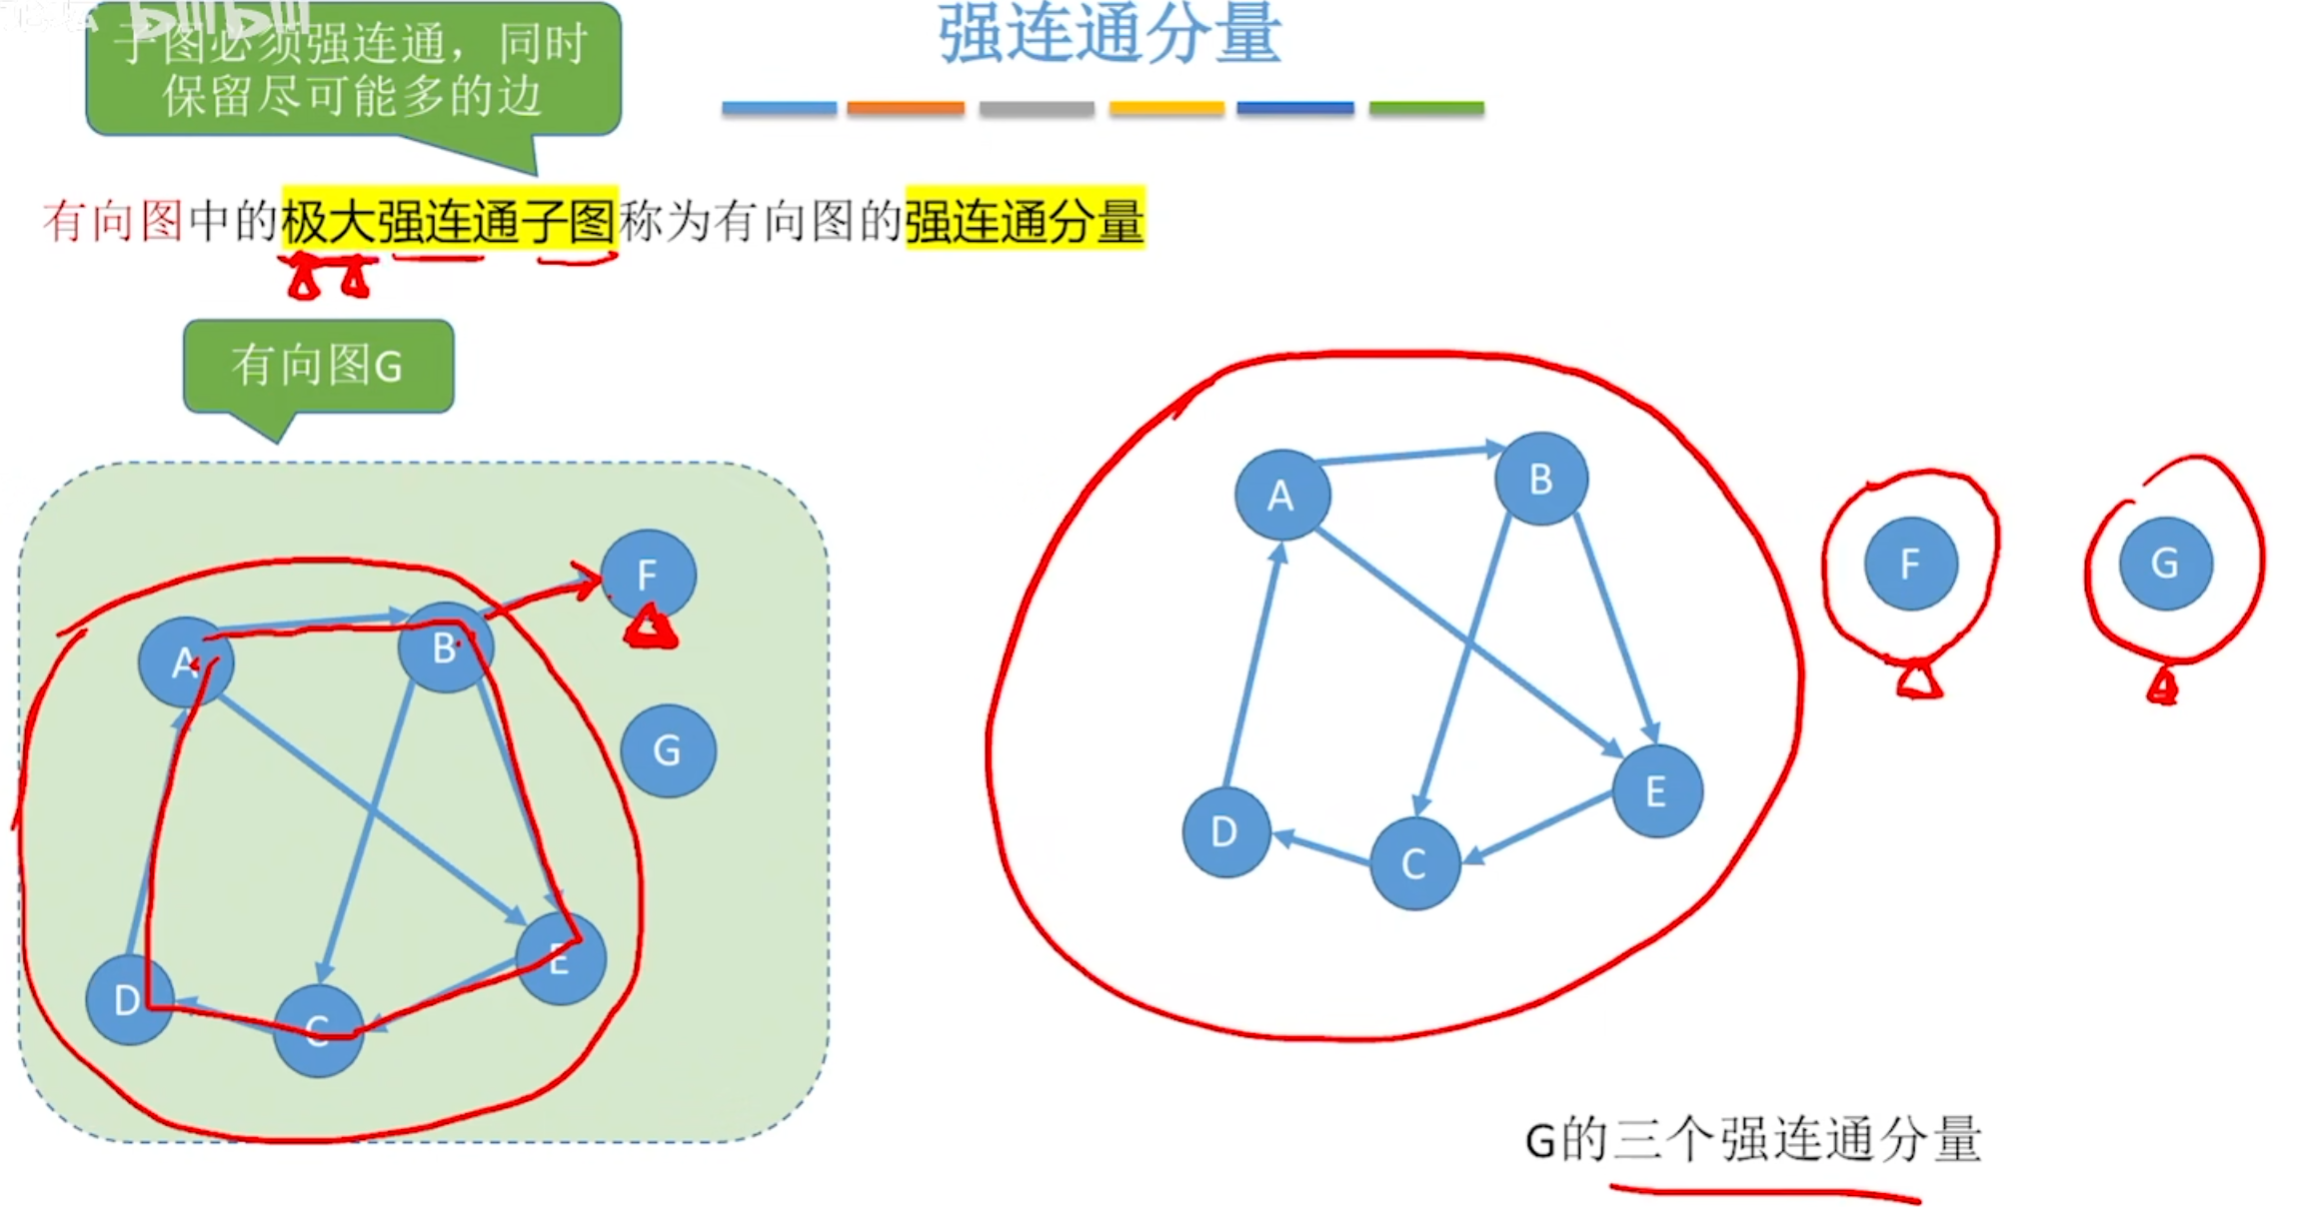 bilibili
强连通分量
子图必须强连通，同时
保留尽可能多的边
有向图中的极大强连通子图称为有向图的强连通分量
有向图G
A
B
F
G
D
C
E
A
B
F
G
D
C
E
G的三个强连通分量